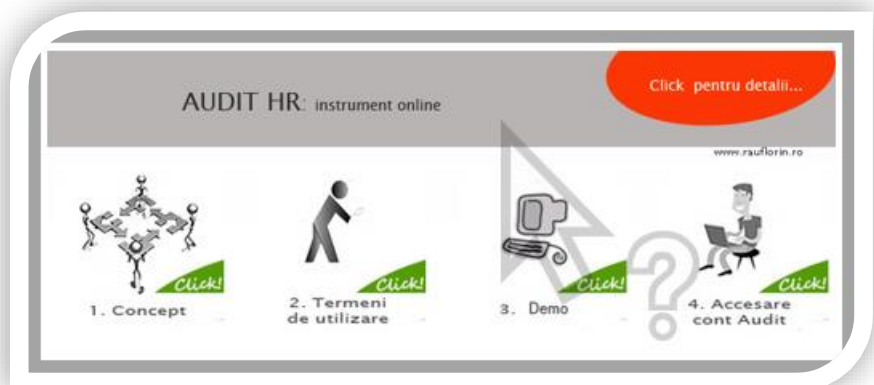 AUDIT HR: instrument online
Click pentru detalii...
www.rauflorin.ro
Click!
Click!
Click!
Click!
1. Concept
2. Termeni
de utilizare
3. Demo
4. Accesare
cont Audit